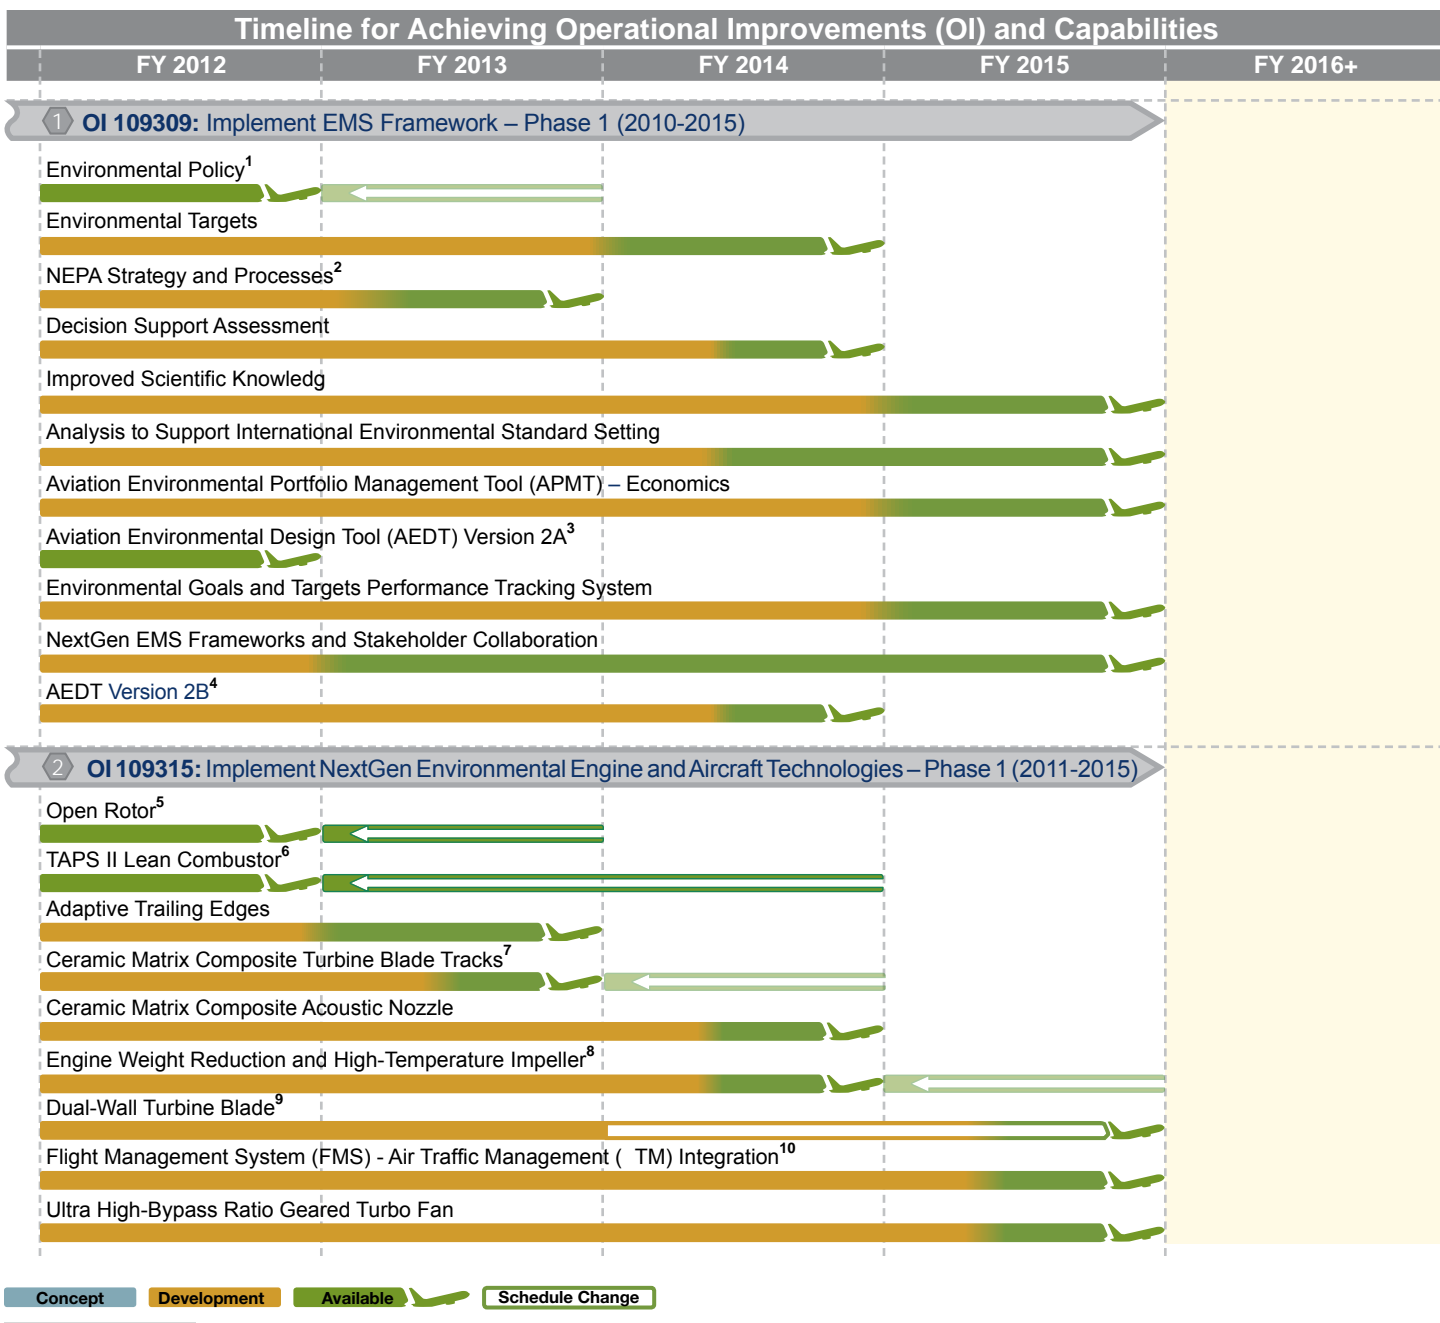 Timeline for Achieving Operational Improvements (OI) and Capabilities
FY 2012 FY 2013 FY 2014 FY 2015 FY 2016+
1 OI 109309: Implement EMS Framework – Phase 1 (2010-2015)
Environmental Policy1
Environmental Targets
NEPA Strategy and Processes2
Decision Support Assessment
Improved Scientific Knowledg
Analysis to Support International Environmental Standard Setting
Aviation Environmental Portfolio Management Tool (APMT) – Economics
Aviation Environmental Design Tool (AEDT) Version 2A3
Environmental Goals and Targets Performance Tracking System
NextGen EMS Frameworks and Stakeholder Collaboration
AEDT Version 2B4
2 OI 109315: Implement NextGen Environmental Engine and Aircraft Technologies – Phase 1 (2011-2015)
Open Rotor5
TAPS II Lean Combustor6
Adaptive Trailing Edges
Ceramic Matrix Composite Turbine Blade Tracks7
Ceramic Matrix Composite Acoustic Nozzle
Engine Weight Reduction and High-Temperature Impeller8
Dual-Wall Turbine Blade9
Flight Management System (FMS) - Air Traffic Management ( TM) Integration10
Ultra High-Bypass Ratio Geared Turbo Fan
Concept Development Available Schedule Change